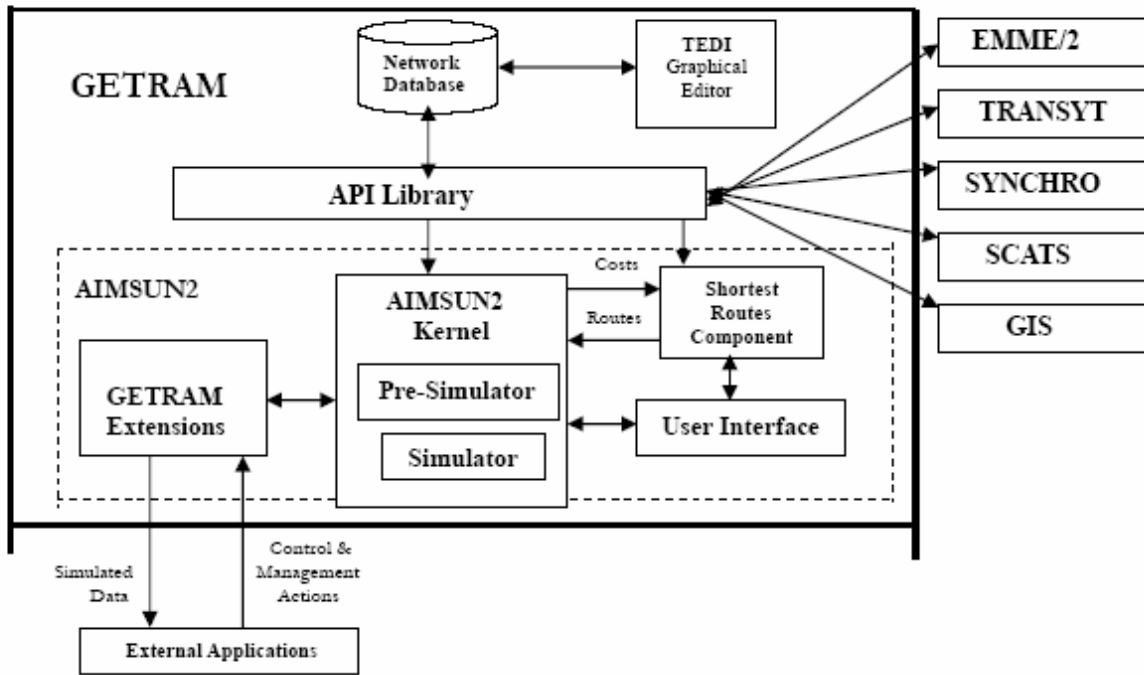 GETRAM
Network
Database
TEDI
Graphical
Editor
EMME/2
TRANSYT
SYNCHRO
SCATS
GIS
API Library
AIMSUN2
AIMSUN2
Kernel
Pre-Simulator
Simulator
Costs
Routes
Shortest
Routes
Component
User Interface
GETRAM
Extensions
Simulated
Data
Control &
Management
Actions
External Applications